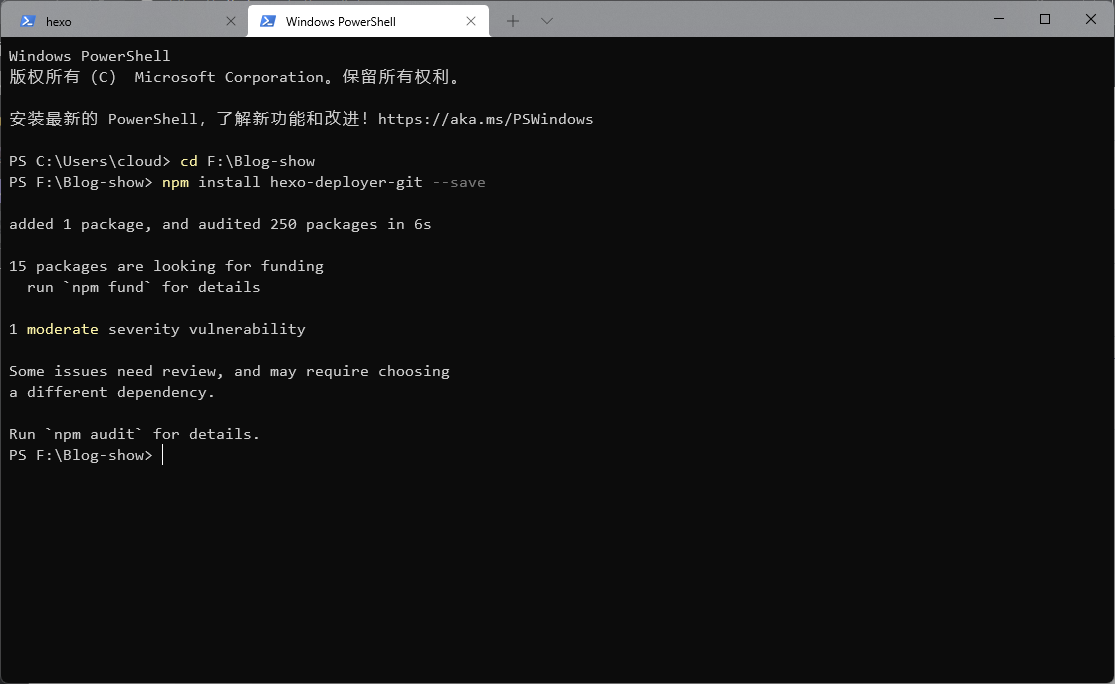 hexo
Windows PowerShell
Windows PowerShell
版权所有 (C)  Microsoft Corporation。保留所有权利。
安装最新的 PowerShell，了解新功能和改进！https://aka.ms/PSWindows
PS C:\Users\cloud> cd F:\Blog-show
PS F:\Blog-show> npm install hexo-deployer-git --save
added 1 package, and audited 250 packages in 6s
15 packages are looking for funding
  run `npm fund` for details
1 moderate severity vulnerability
Some issues need review, and may require choosing
a different dependency.
Run `npm audit` for details.
PS F:\Blog-show>